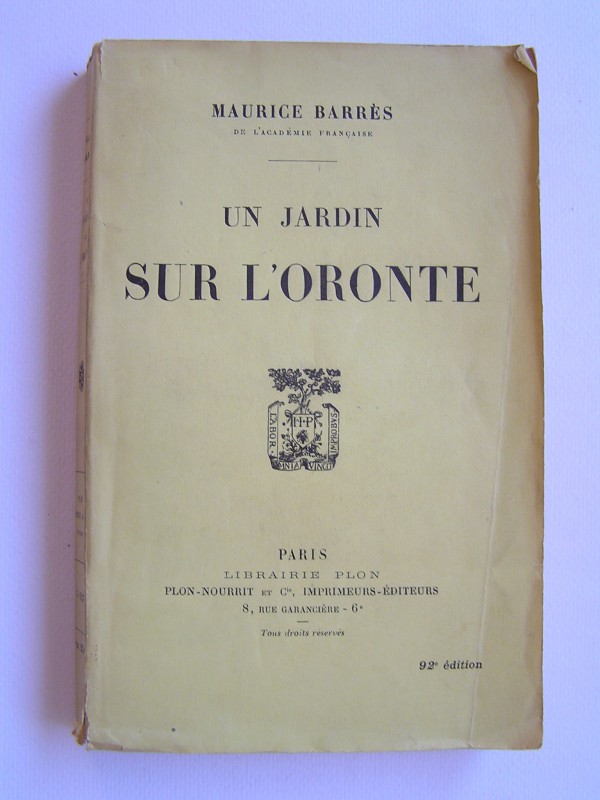 MAURICE BARRÈS
DE L'ACADÉMIE FRANÇAISE
UN JARDIN
SUR L'ORONTE
LABOR
H·P
IMPROBUS
OMNIA VINCIT
PARIS
LIBRAIRIE PLON
PLON-NOURRIT ET Cie, IMPRIMEURS-ÉDITEURS
8, RUE GARANCIÈRE - 6e
Tous droits réservés
92e édition